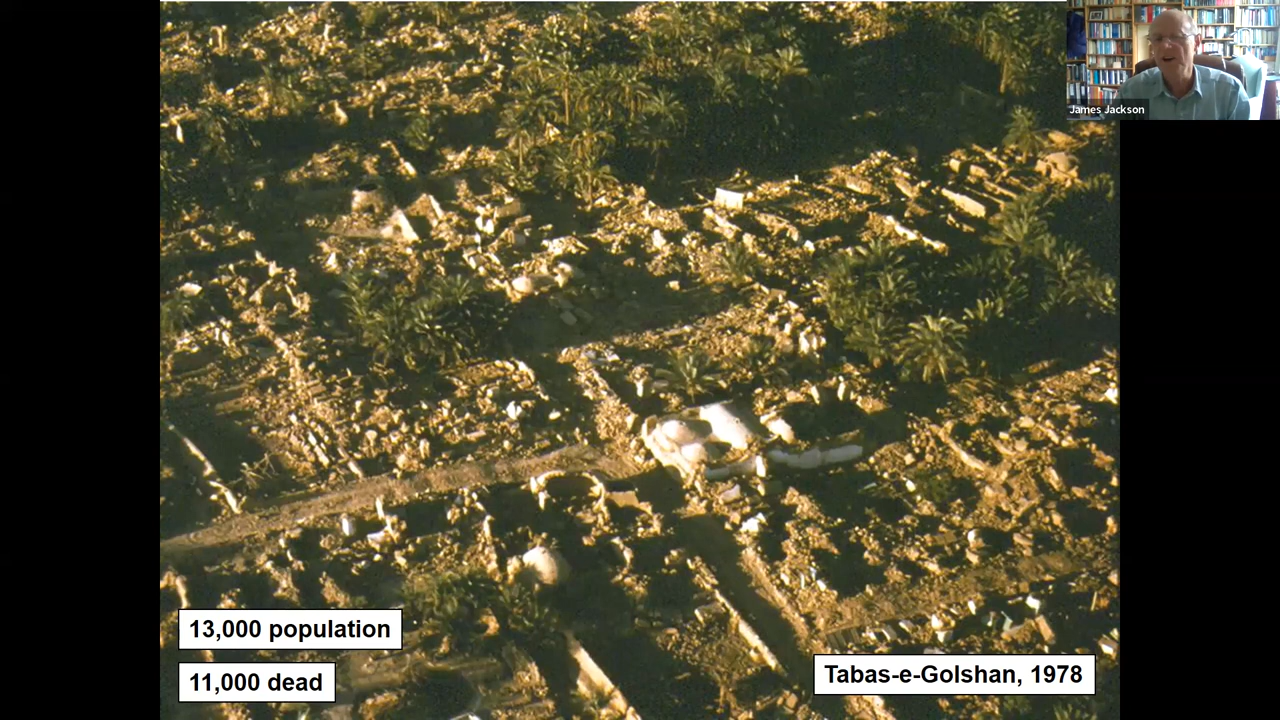 James Jackson
13,000 population
11,000 dead
Tabas-e-Golshan, 1978